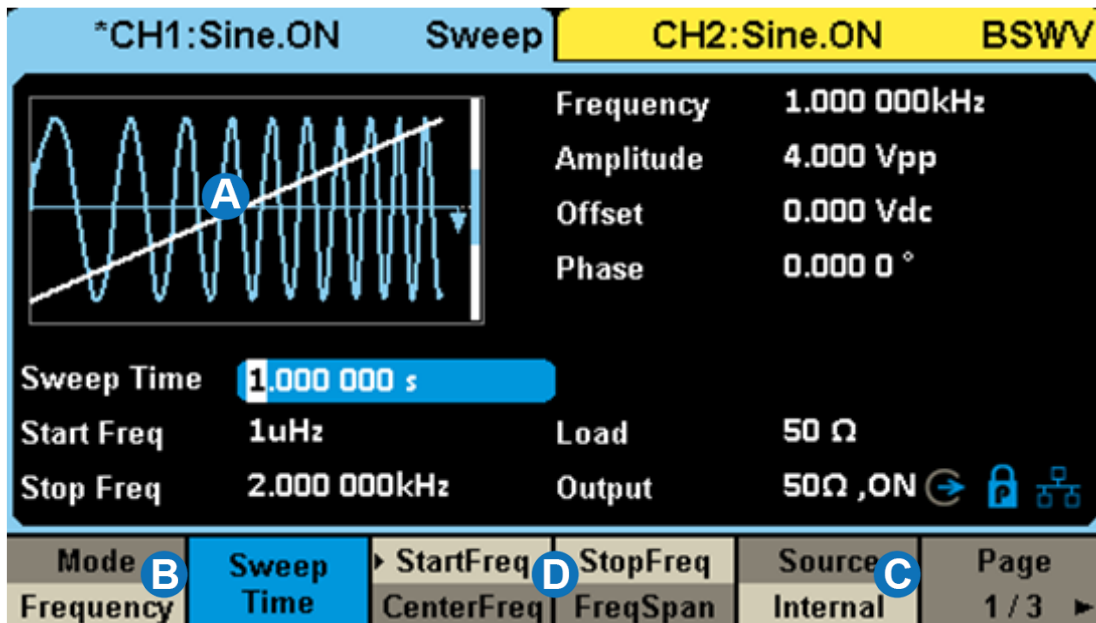 *CH1:Sine.ON Sweep CH2:Sine.ON BSWV
A
Frequency 1.000 000kHz
Amplitude 4.000 Vpp
Offset 0.000 Vdc
Phase 0.000 0 °
Sweep Time 1.000 000 s
Start Freq 1uHz Load 50 Ω
Stop Freq 2.000 000kHz Output 50Ω ,ON P
Mode B Sweep StartFreq D StopFreq Source C Page
Frequency Time CenterFreq FreqSpan Internal 1 / 3